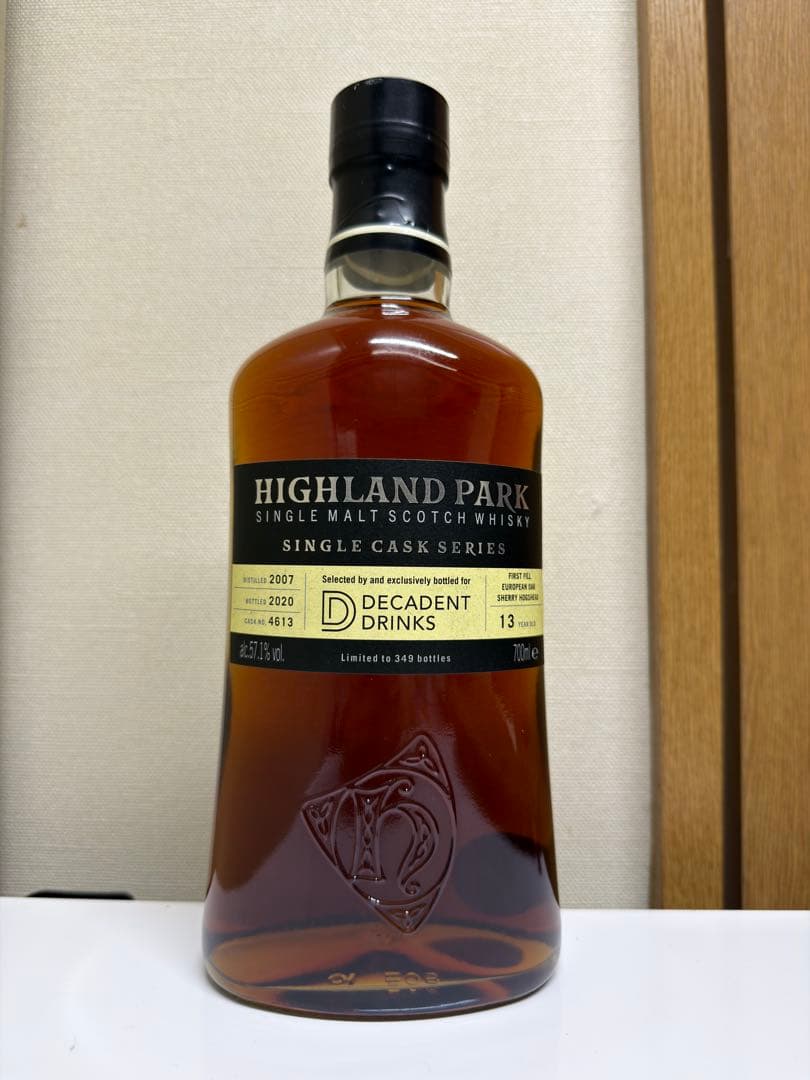 HIGHLAND PARK
SINGLE MALT SCOTCH WHISKY
SINGLE CASK SERIES
DISTILLED 2007
BOTTLED 2020
CASK NO. 4613
Selected by and exclusively bottled for
DECADENT
DRINKS
FIRST FILL
EUROPEAN OAK
SHERRY HOGSHEAD
13 YEAR OLD
alc.57.1% vol.
Limited to 349 bottles
700ml e